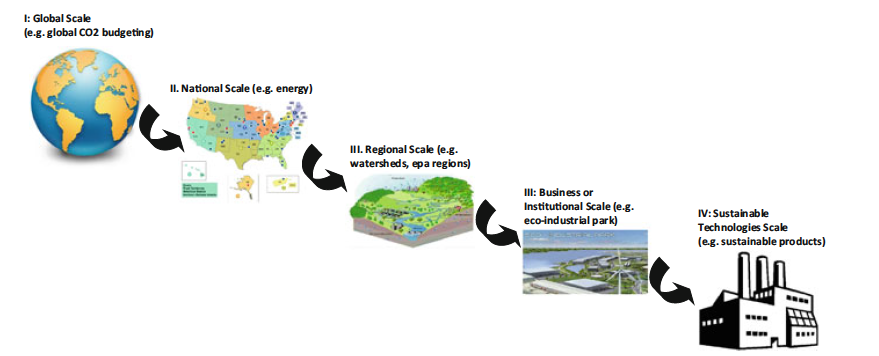 I: Global Scale
(e.g. global CO2 budgeting)
II. National Scale (e.g. energy)
III. Regional Scale (e.g.
watersheds, epa regions)
III: Business or
Institutional Scale (e.g.
eco-industrial park)
IV: Sustainable
Technologies Scale
(e.g. sustainable products)